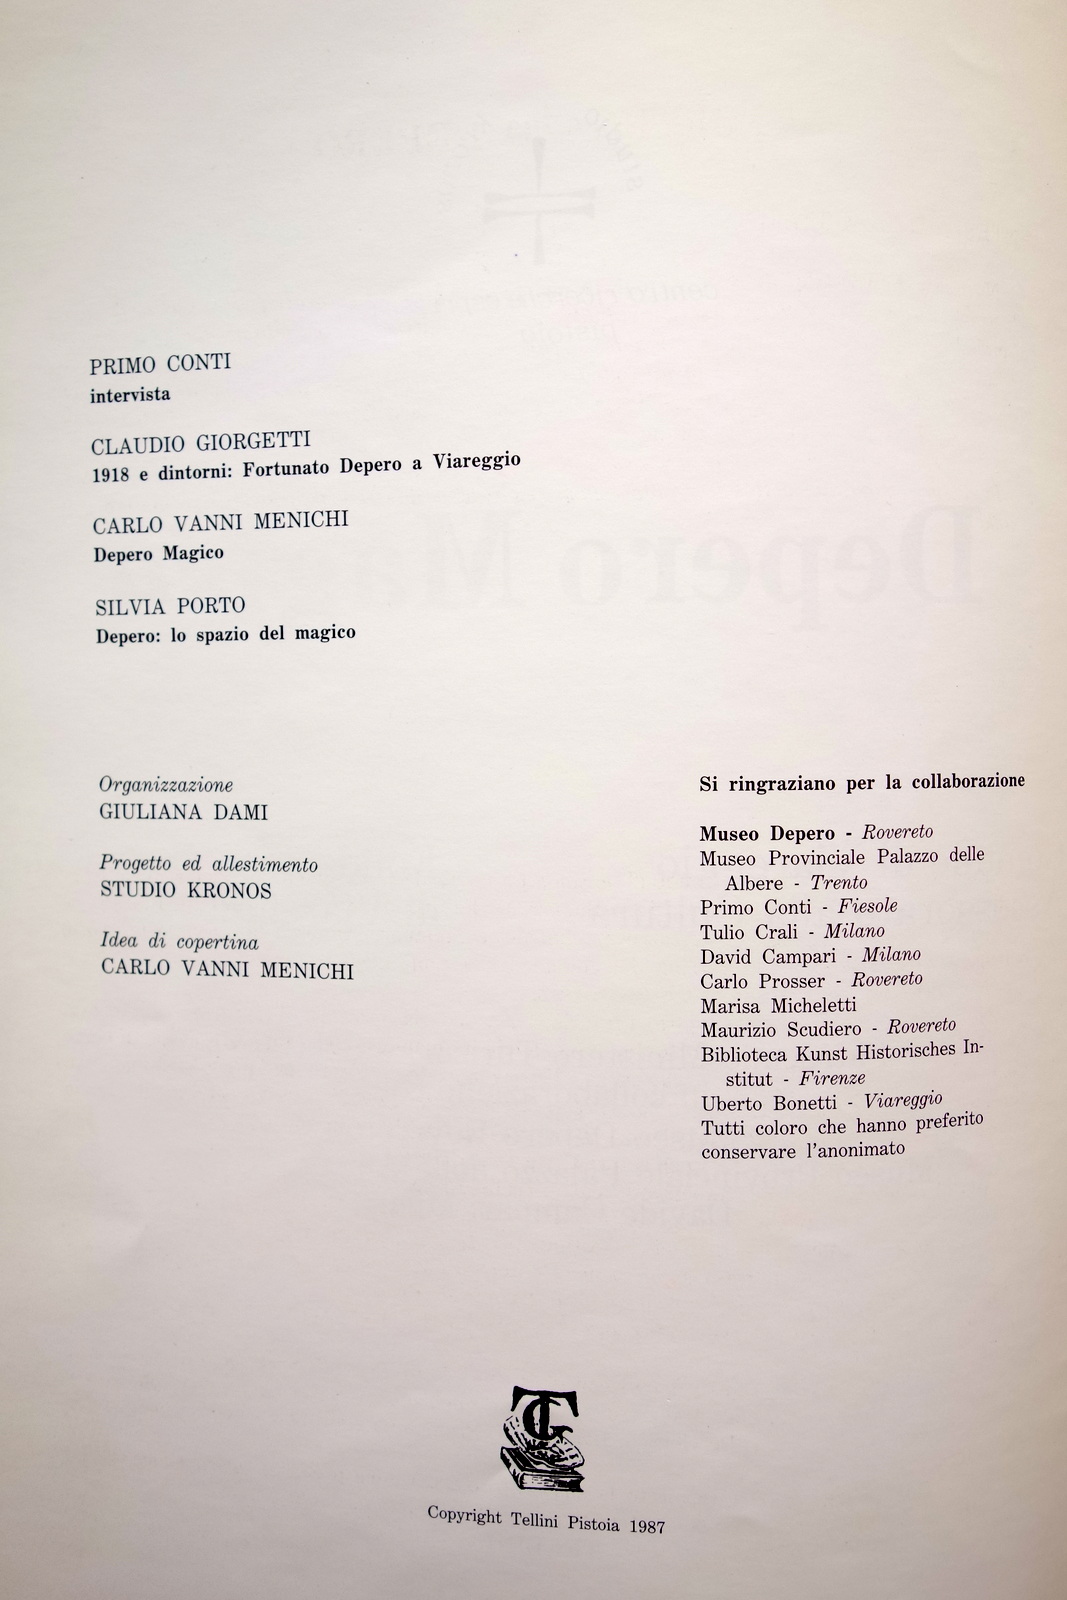 PRIMO CONTI
intervista
CLAUDIO GIORGETTI
1918 e dintorni: Fortunato Depero a Viareggio
CARLO VANNI MENICHI
Depero Magico
SILVIA PORTO
Depero: lo spazio del magico
Organizzazione
GIULIANA DAMI
Progetto ed allestimento
STUDIO KRONOS
Idea di copertina
CARLO VANNI MENICHI
Si ringraziano per la collaborazione
Museo Depero - Rovereto
Museo Provinciale Palazzo delle
Albere - Trento
Primo Conti - Fiesole
Tulio Crali - Milano
David Campari - Milano
Carlo Prosser - Rovereto
Marisa Micheletti
Maurizio Scudiero - Rovereto
Biblioteca Kunst Historisches In-
stitut - Firenze
Uberto Bonetti - Viareggio
Tutti coloro che hanno preferito
conservare l'anonimato
TG
Copyright Tellini Pistoia 1987